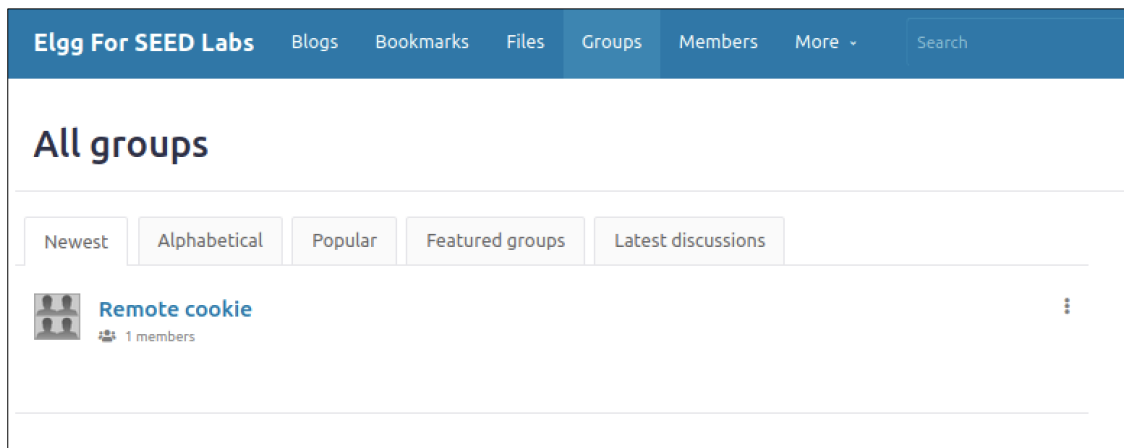 Elgg For SEED Labs Blogs Bookmarks Files Groups Members More Search
All groups
Newest Alphabetical Popular Featured groups Latest discussions
Remote cookie
1 members